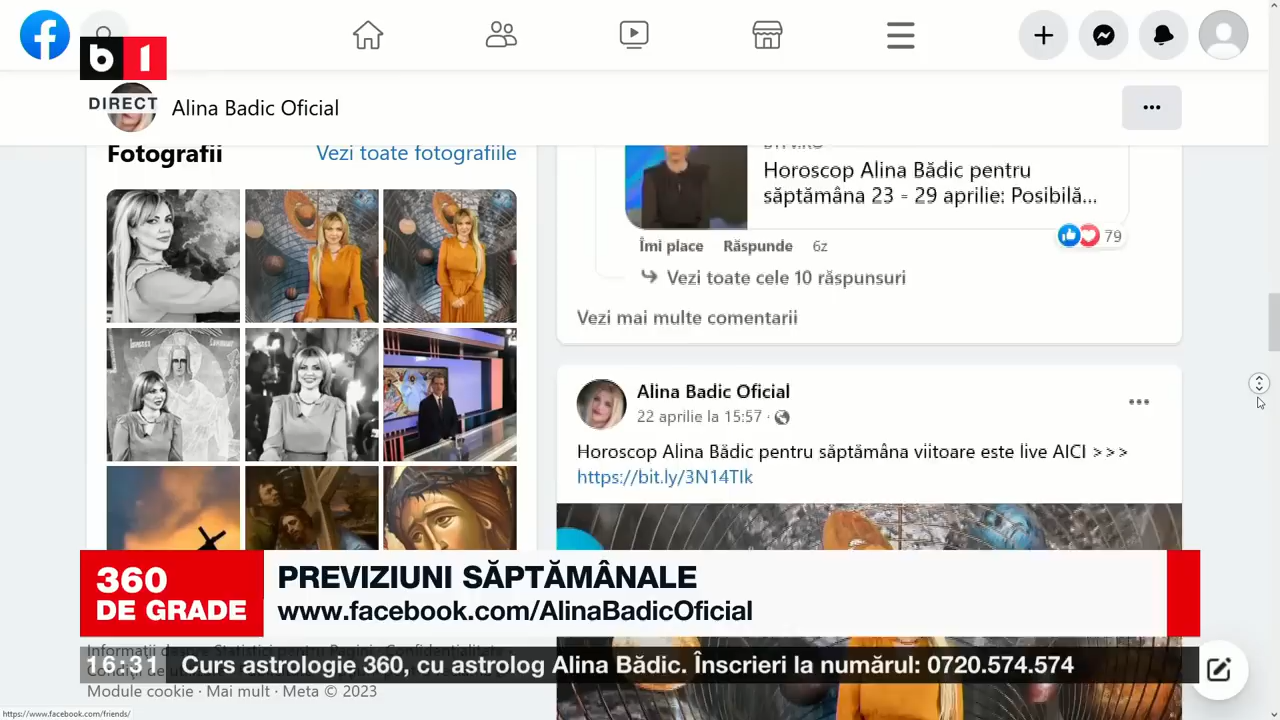 b1
DIRECT
Alina Badic Oficial
Fotografii
Vezi toate fotografiile
Horoscop Alina Bădic pentru
săptămâna 23 - 29 aprilie: Posibilă...
Îmi place Răspunde 6z
79
Vezi toate cele 10 răspunsuri
Vezi mai multe comentarii
Alina Badic Oficial
22 aprilie la 15:57 ·
Horoscop Alina Bădic pentru săptămâna viitoare este live AICI >>>
https://bit.ly/3N14TIk
360
DE GRADE
PREVIZIUNI SĂPTĂMÂNALE
www.facebook.com/AlinaBadicOficial
16:31 Curs astrologie 360, cu astrolog Alina Bădic. Înscrieri la numărul: 0720.574.574
Module cookie · Mai mult · Meta © 2023
https://www.facebook.com/friends/